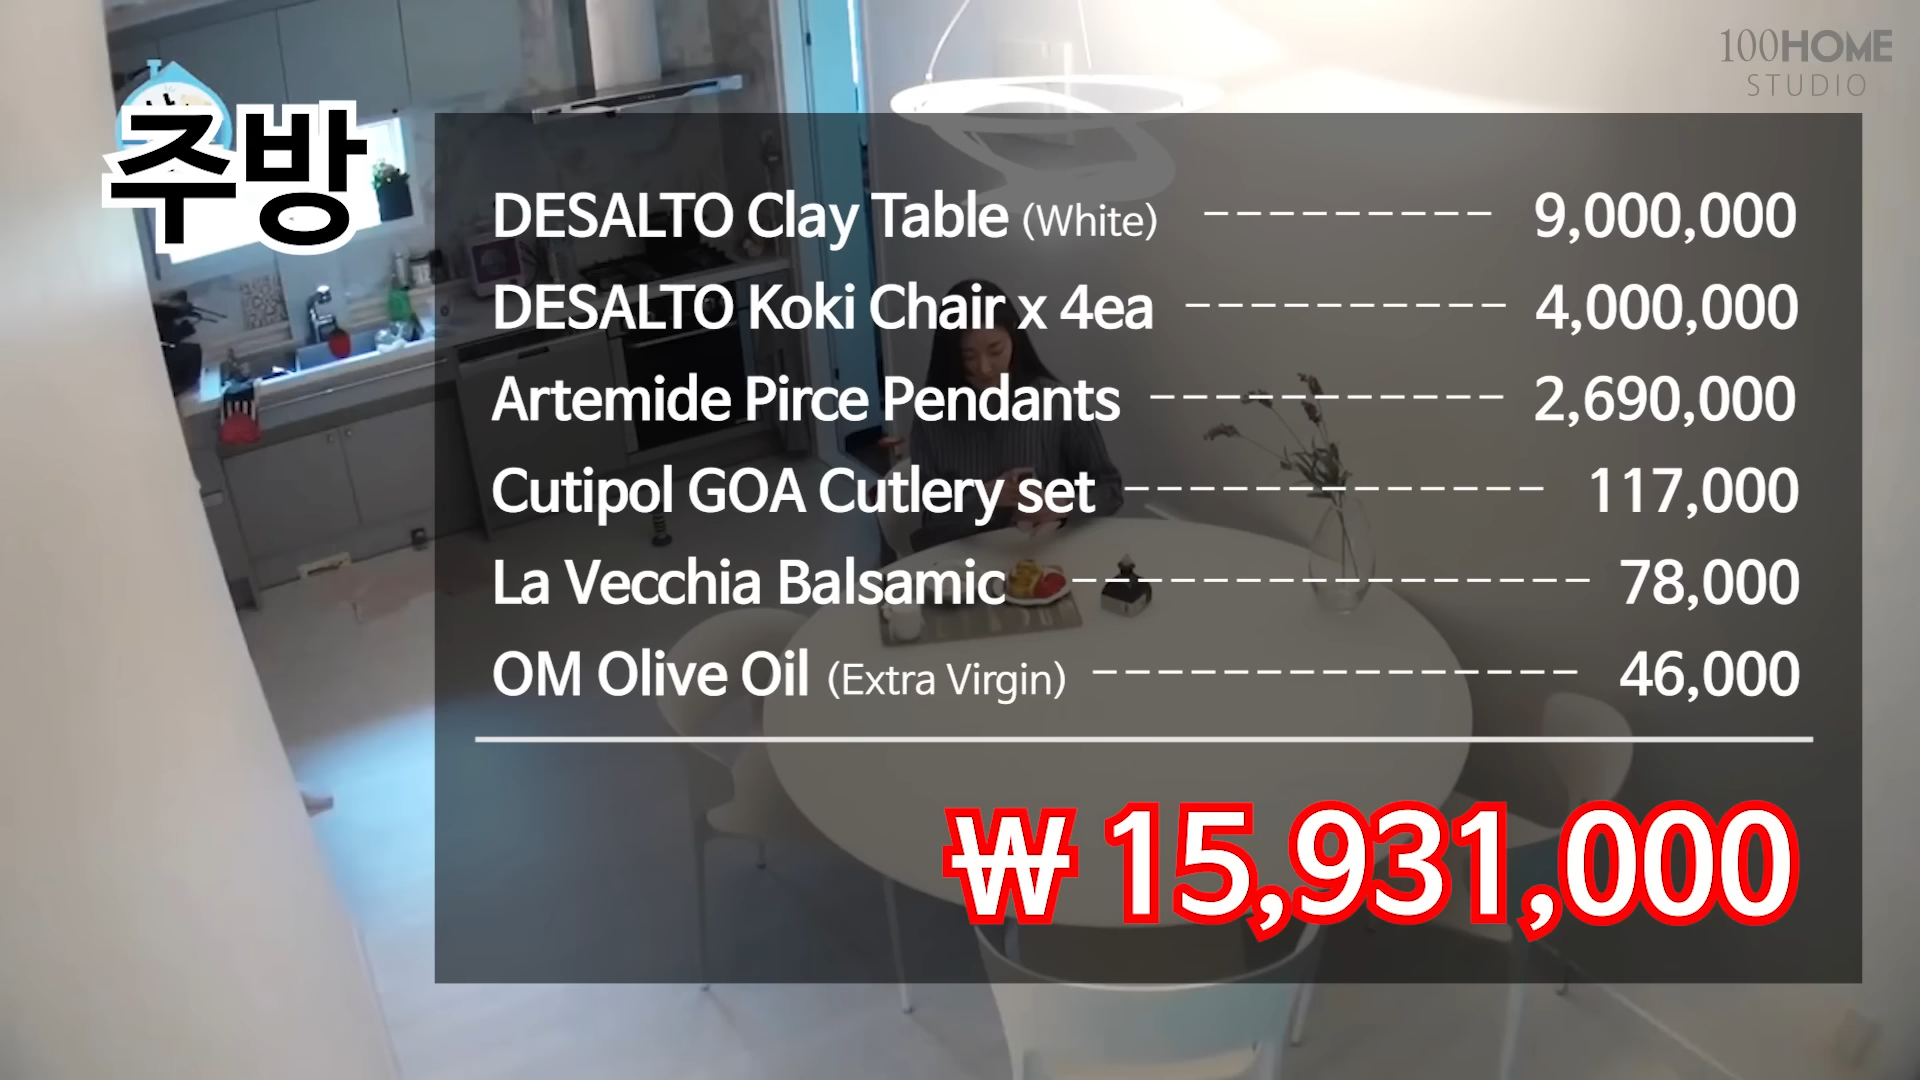 100HOME
STUDIO
주방
DESALTO Clay Table (White) --------- 9,000,000
DESALTO Koki Chair x 4ea ---------- 4,000,000
Artemide Pirce Pendants ----------- 2,690,000
Cutipol GOA Cutlery set ------------- 117,000
La Vecchia Balsamic ---------------- 78,000
OM Olive Oil (Extra Virgin) --------------- 46,000
₩ 15,931,000